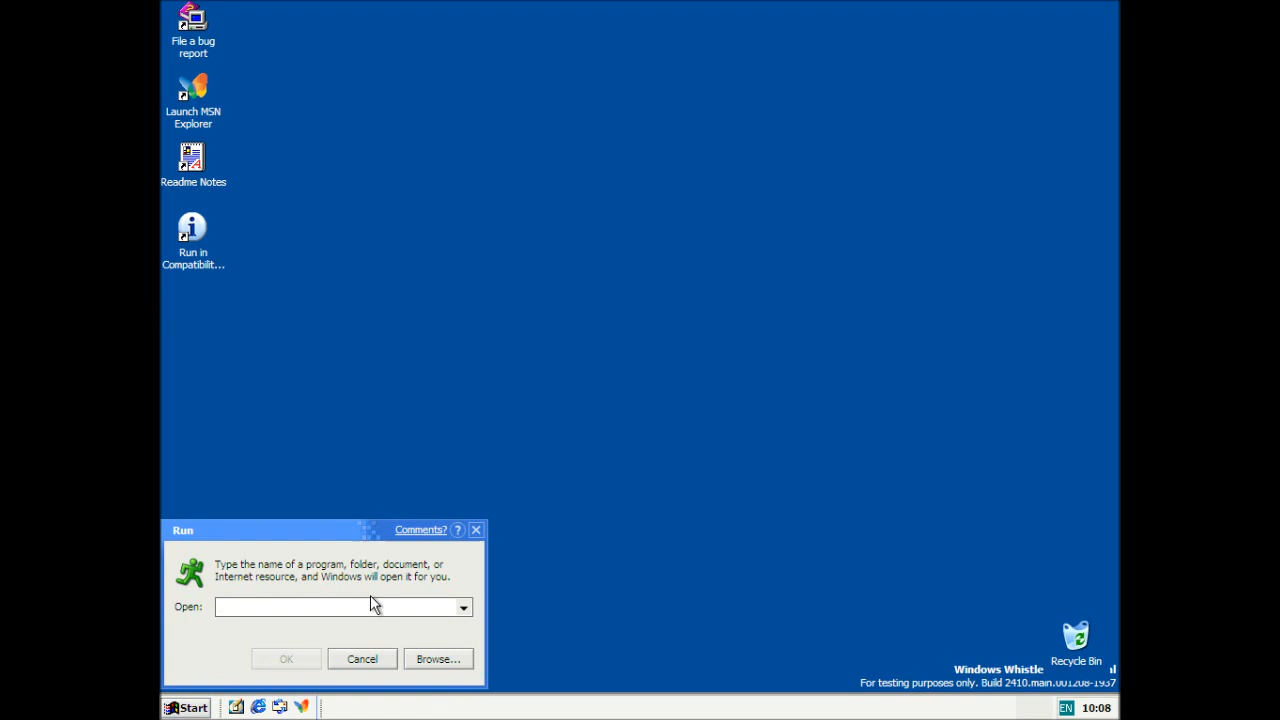 File a bug
report
Launch MSN
Explorer
Readme Notes
Run in
Compatibilit...
Run
Comments?
Type the name of a program, folder, document, or
Internet resource, and Windows will open it for you.
Open:
OK
Cancel
Browse...
Recycle Bin
Windows Whistle
For testing purposes only. Build 2410.main.001208-1937
Start
EN
10:08